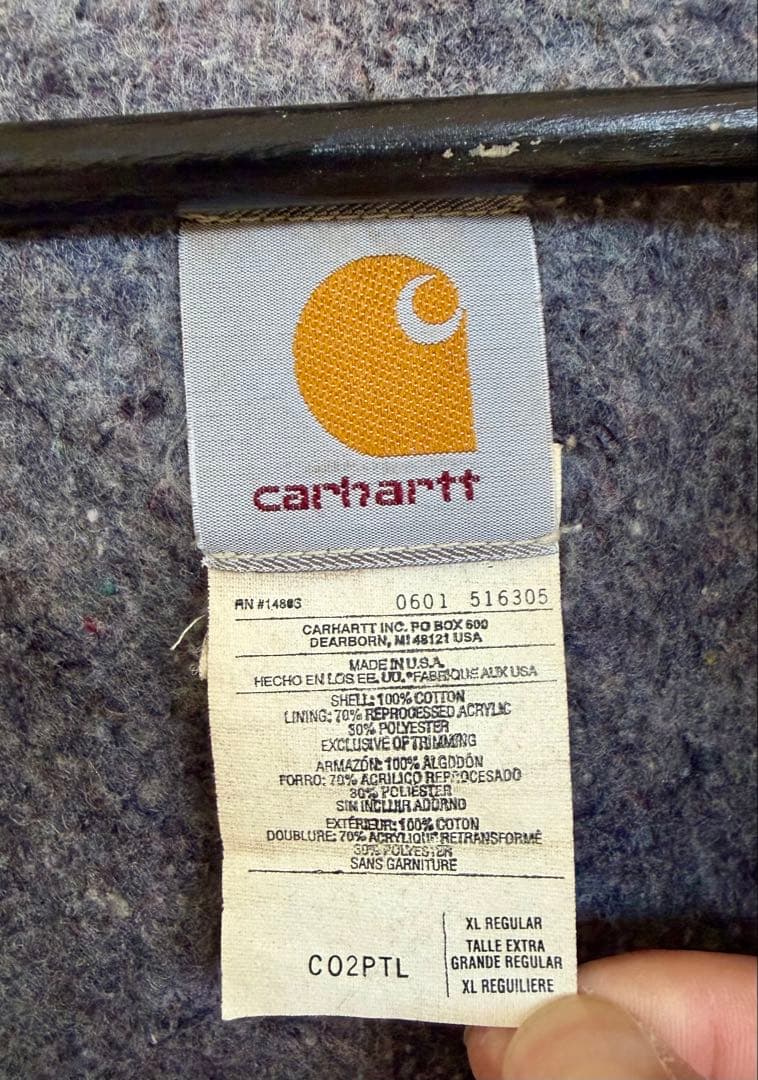 carhartt
RN #14806 0601 516305
CARHARTT INC. PO BOX 600
DEARBORN, MI 48121 USA
MADE IN U.S.A.
HECHO EN LOS EE. UU. *FABRIQUE AUX USA
SHELL: 100% COTTON
LINING: 70% REPROCESSED ACRYLIC
30% POLYESTER
EXCLUSIVE OF TRIMMING
ARMAZÓN: 100% ALGODÓN
FORRO: 70% ACRILICO REPROCESADO
30% POLIESTER
SIN INCLUIR ADORNO
EXTÉRIEUR: 100% COTON
DOUBLURE: 70% ACRYLIQUE RETRANSFORMÉ
30% POLYESTER
SANS GARNITURE
C02PTL
XL REGULAR
TALLE EXTRA
GRANDE REGULAR
XL REGUILIERE